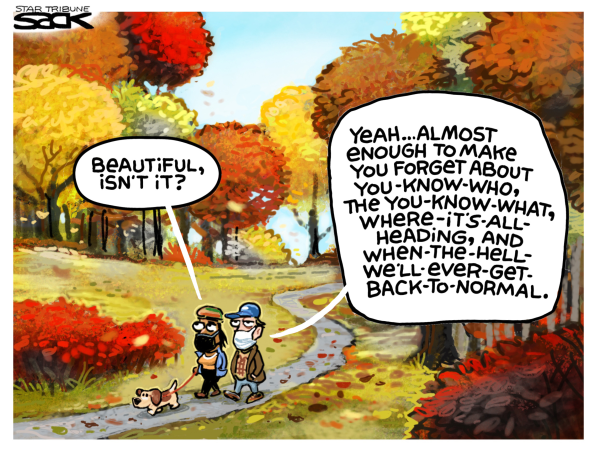 STAR TRIBUNE
SACK
BEAUTIFUL,
ISN'T IT?
YEAH...ALMOST
ENOUGH TO MAKE
YOU FORGET ABOUT
YOU-KNOW-WHO,
THE YOU-KNOW-WHAT,
WHERE-IT'S-ALL-
HEADING, AND
WHEN-THE-HELL-
WE'LL-EVER-GET-
BACK-TO-NORMAL.